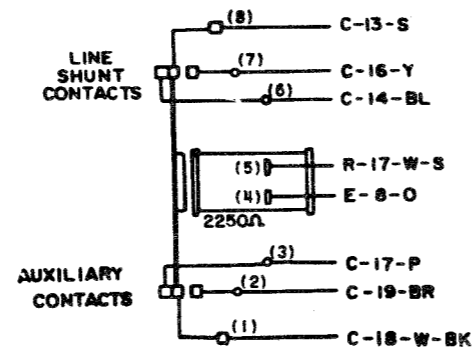 (8) C-13-S
LINE
SHUNT
CONTACTS
(7) C-16-Y
(6) C-14-BL
(5) R-17-W-S
(4) E-8-O
2250Ω
(3) C-17-P
AUXILIARY
CONTACTS
(2) C-19-BR
(1) C-18-W-BK